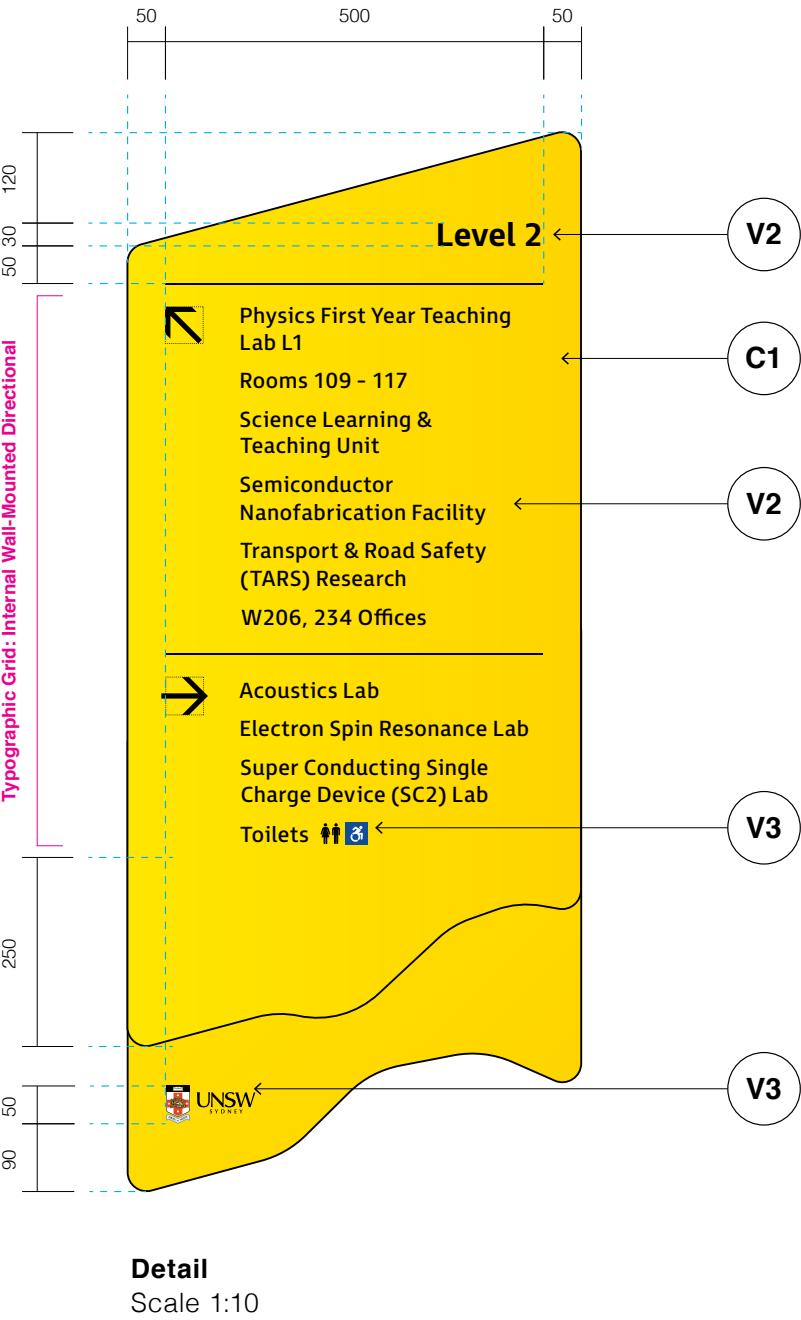 50 500 50
120
30
50
Level 2
V2
Typographic Grid: Internal Wall-Mounted Directional
Physics First Year Teaching
Lab L1
C1
Rooms 109 - 117
Science Learning &
Teaching Unit
Semiconductor
Nanofabrication Facility
V2
Transport & Road Safety
(TARS) Research
W206, 234 Offices
Acoustics Lab
Electron Spin Resonance Lab
Super Conducting Single
Charge Device (SC2) Lab
Toilets
V3
250
50
90
UNSW
SYDNEY
V3
Detail
Scale 1:10